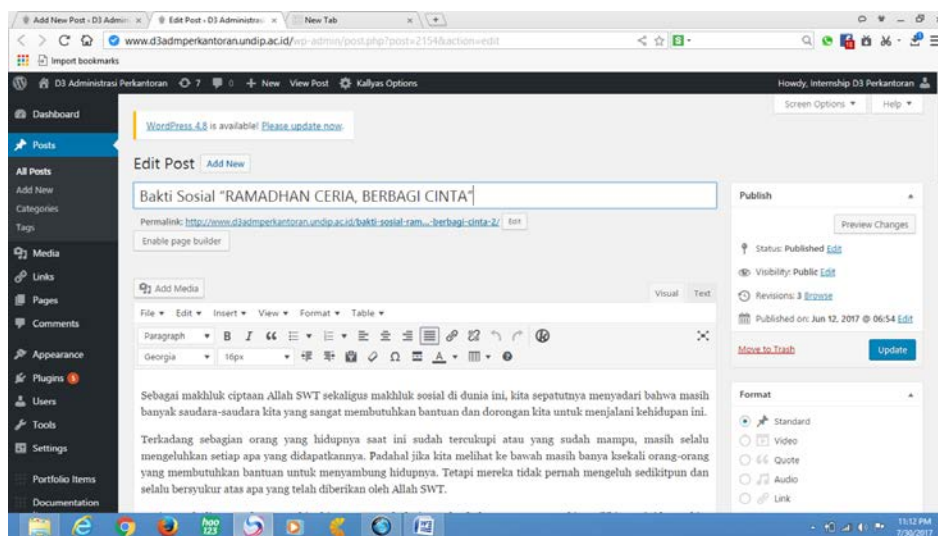 Add New Post ‹ D3 Admin
Edit Post ‹ D3 Administrasi
New Tab
www.d3admperkantoran.undip.ac.id/wp-admin/post.php?post=2154&action=edit
Import bookmarks
D3 Administrasi Perkantoran 7 0 + New View Post Kallyas Options
Howdy, Internship D3 Perkantoran
Screen Options Help
Dashboard
Posts
All Posts
Add New
Categories
Tags
Media
Links
Pages
Comments
Appearance
Plugins
Users
Tools
Settings
Portfolio Items
Documentation
WordPress 4.8 is available! Please update now.
Edit Post Add New
Bakti Sosial "RAMADHAN CERIA, BERBAGI CINTA"
Permalink: http://www.d3admperkantoran.undip.ac.id/bakti-sosial-ram...-berbagi-cinta-2/ Edit
Enable page builder
Add Media
Visual Text
File Edit Insert View Format Table
Paragraph B I
Georgia 16px
Sebagai makhluk ciptaan Allah SWT sekaligus makhluk sosial di dunia ini, kita sepatutnya menyadari bahwa masih
banyak saudara-saudara kita yang sangat membutuhkan bantuan dan dorongan kita untuk menjalani kehidupan ini.
Terkadang sebagian orang yang hidupnya saat ini sudah tercukupi atau yang sudah mampu, masih selalu
mengeluhkan setiap apa yang didapatkannya. Padahal jika kita melihat ke bawah masih banya ksekali orang-orang
yang membutuhkan bantuan untuk menyambung hidupnya. Tetapi mereka tidak pernah mengeluh sedikitpun dan
selalu bersyukur atas apa yang telah diberikan oleh Allah SWT.
Publish
Preview Changes
Status: Published Edit
Visibility: Public Edit
Revisions: 3 Browse
Published on: Jun 12, 2017 @ 06:54 Edit
Move to Trash Update
Format
Standard
Video
Quote
Audio
Link
hao
123
11:12 PM
7/30/2017